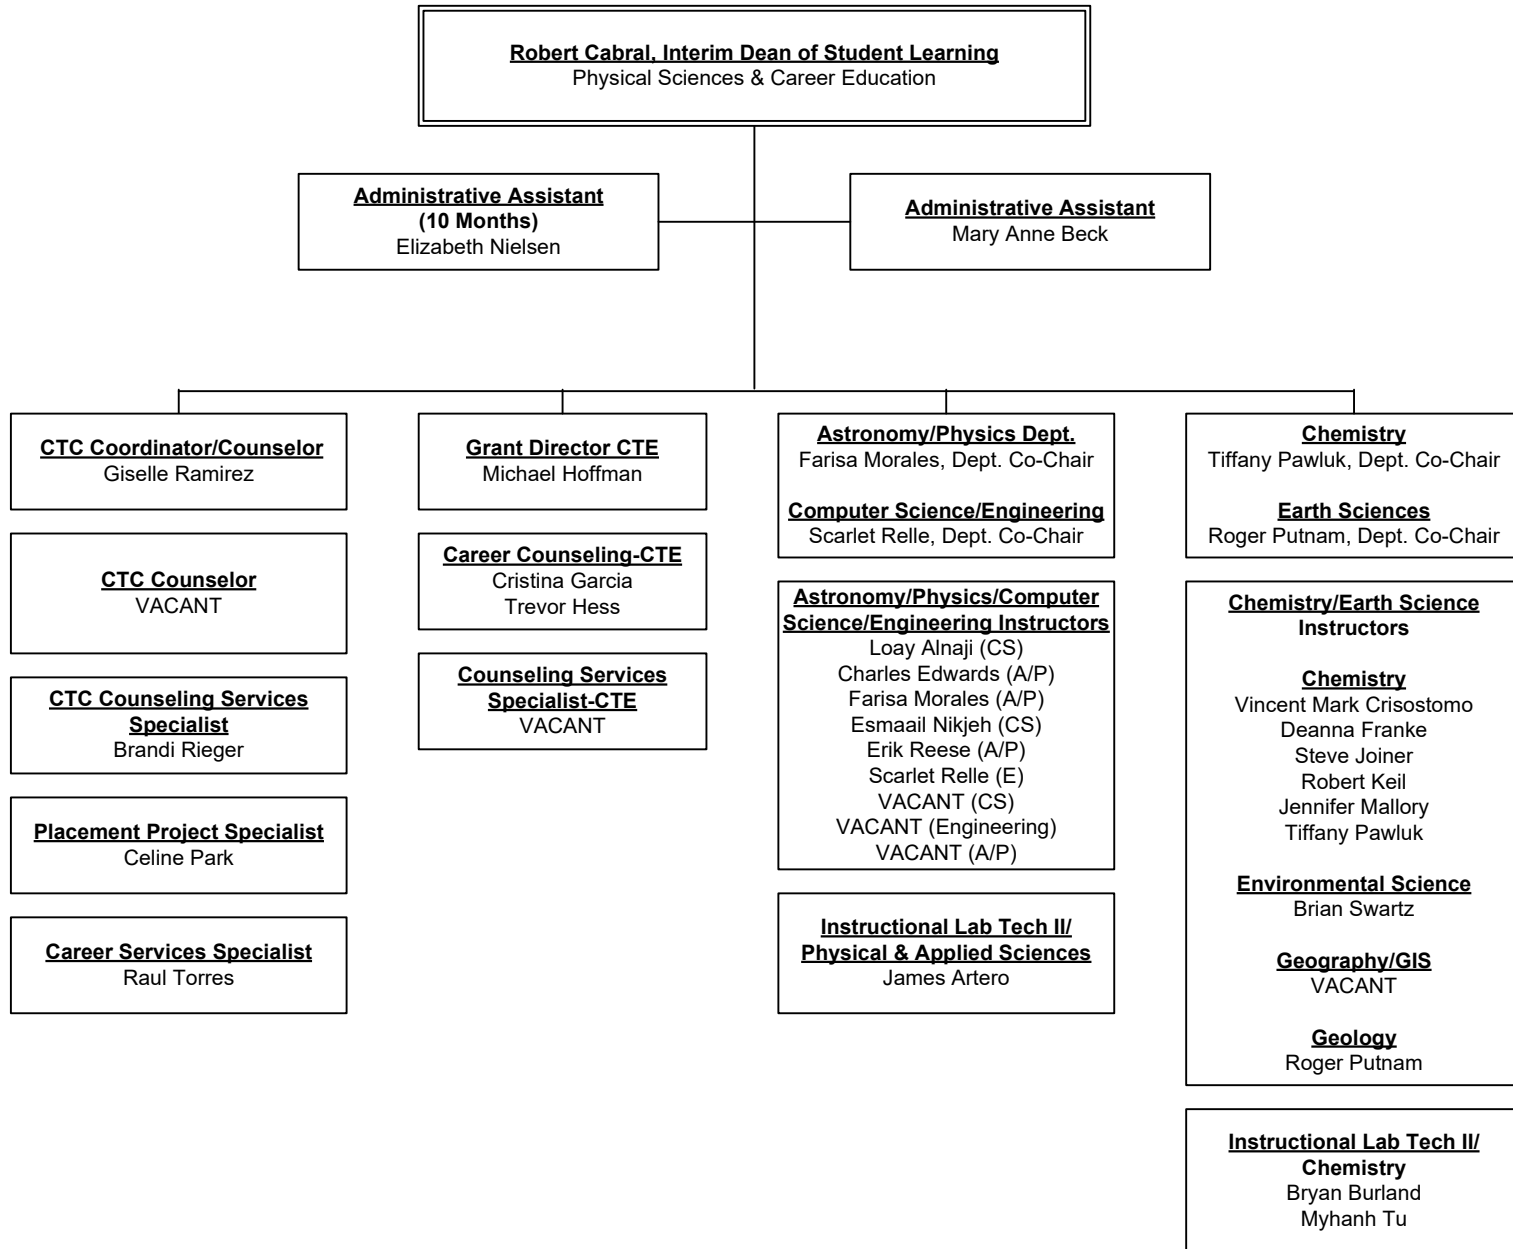 Robert Cabral, Interim Dean of Student Learning
Physical Sciences & Career Education
Administrative Assistant
(10 Months)
Elizabeth Nielsen
Administrative Assistant
Mary Anne Beck
CTC Coordinator/Counselor
Giselle Ramirez
CTC Counselor
VACANT
CTC Counseling Services
Specialist
Brandi Rieger
Placement Project Specialist
Celine Park
Career Services Specialist
Raul Torres
Grant Director CTE
Michael Hoffman
Career Counseling-CTE
Cristina Garcia
Trevor Hess
Counseling Services
Specialist-CTE
VACANT
Astronomy/Physics Dept.
Farisa Morales, Dept. Co-Chair
Computer Science/Engineering
Scarlet Relle, Dept. Co-Chair
Astronomy/Physics/Computer
Science/Engineering Instructors
Loay Alnaji (CS)
Charles Edwards (A/P)
Farisa Morales (A/P)
Esmaail Nikjeh (CS)
Erik Reese (A/P)
Scarlet Relle (E)
VACANT (CS)
VACANT (Engineering)
VACANT (A/P)
Instructional Lab Tech II/
Physical & Applied Sciences
James Artero
Chemistry
Tiffany Pawluk, Dept. Co-Chair
Earth Sciences
Roger Putnam, Dept. Co-Chair
Chemistry/Earth Science
Instructors
Chemistry
Vincent Mark Crisostomo
Deanna Franke
Steve Joiner
Robert Keil
Jennifer Mallory
Tiffany Pawluk
Environmental Science
Brian Swartz
Geography/GIS
VACANT
Geology
Roger Putnam
Instructional Lab Tech II/
Chemistry
Bryan Burland
Myhanh Tu